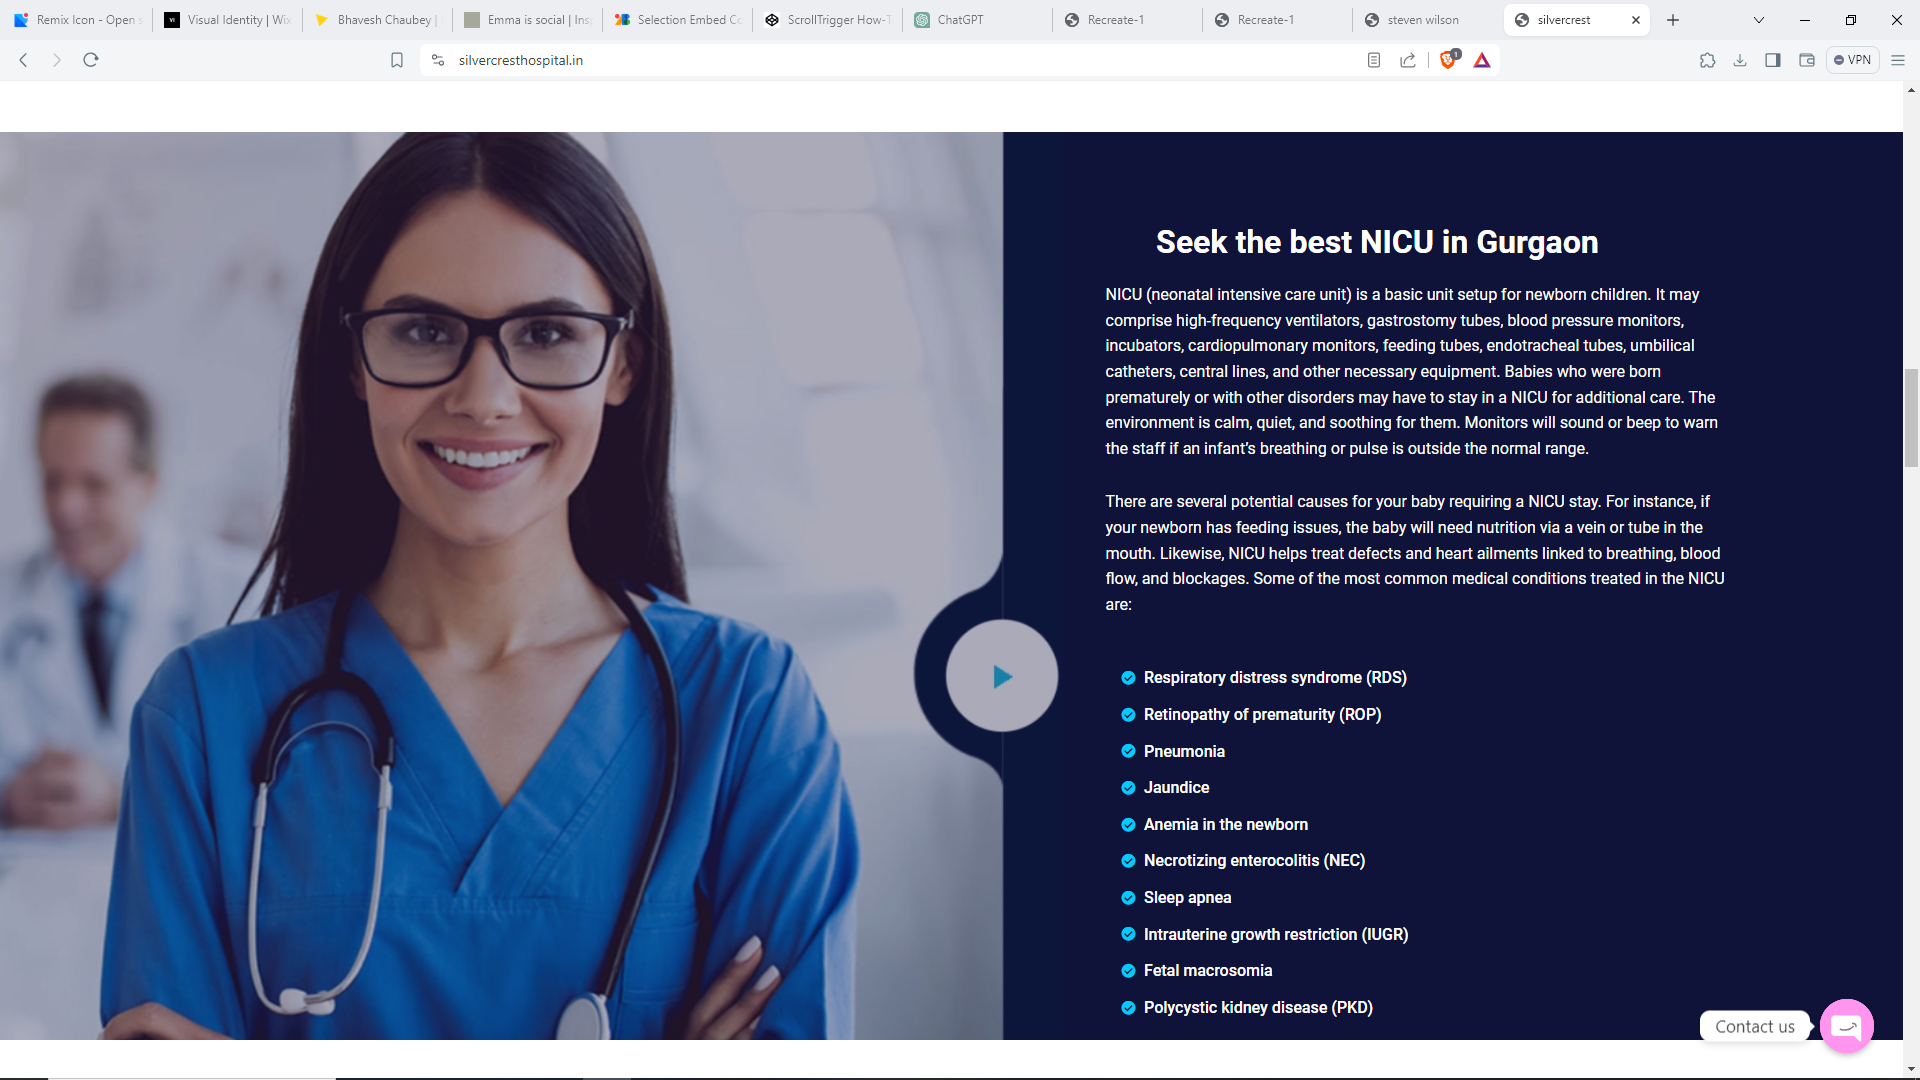 Remix Icon - Open s
Visual Identity | Wix
Bhavesh Chaubey |
Emma is social | Insp
Selection Embed Co
ScrollTrigger How-T
ChatGPT
Recreate-1
Recreate-1
steven wilson
silvercrest
silvercresthospital.in
1
VPN
Seek the best NICU in Gurgaon
NICU (neonatal intensive care unit) is a basic unit setup for newborn children. It may
comprise high-frequency ventilators, gastrostomy tubes, blood pressure monitors,
incubators, cardiopulmonary monitors, feeding tubes, endotracheal tubes, umbilical
catheters, central lines, and other necessary equipment. Babies who were born
prematurely or with other disorders may have to stay in a NICU for additional care. The
environment is calm, quiet, and soothing for them. Monitors will sound or beep to warn
the staff if an infant’s breathing or pulse is outside the normal range.
There are several potential causes for your baby requiring a NICU stay. For instance, if
your newborn has feeding issues, the baby will need nutrition via a vein or tube in the
mouth. Likewise, NICU helps treat defects and heart ailments linked to breathing, blood
flow, and blockages. Some of the most common medical conditions treated in the NICU
are:
Respiratory distress syndrome (RDS)
Retinopathy of prematurity (ROP)
Pneumonia
Jaundice
Anemia in the newborn
Necrotizing enterocolitis (NEC)
Sleep apnea
Intrauterine growth restriction (IUGR)
Fetal macrosomia
Polycystic kidney disease (PKD)
Contact us